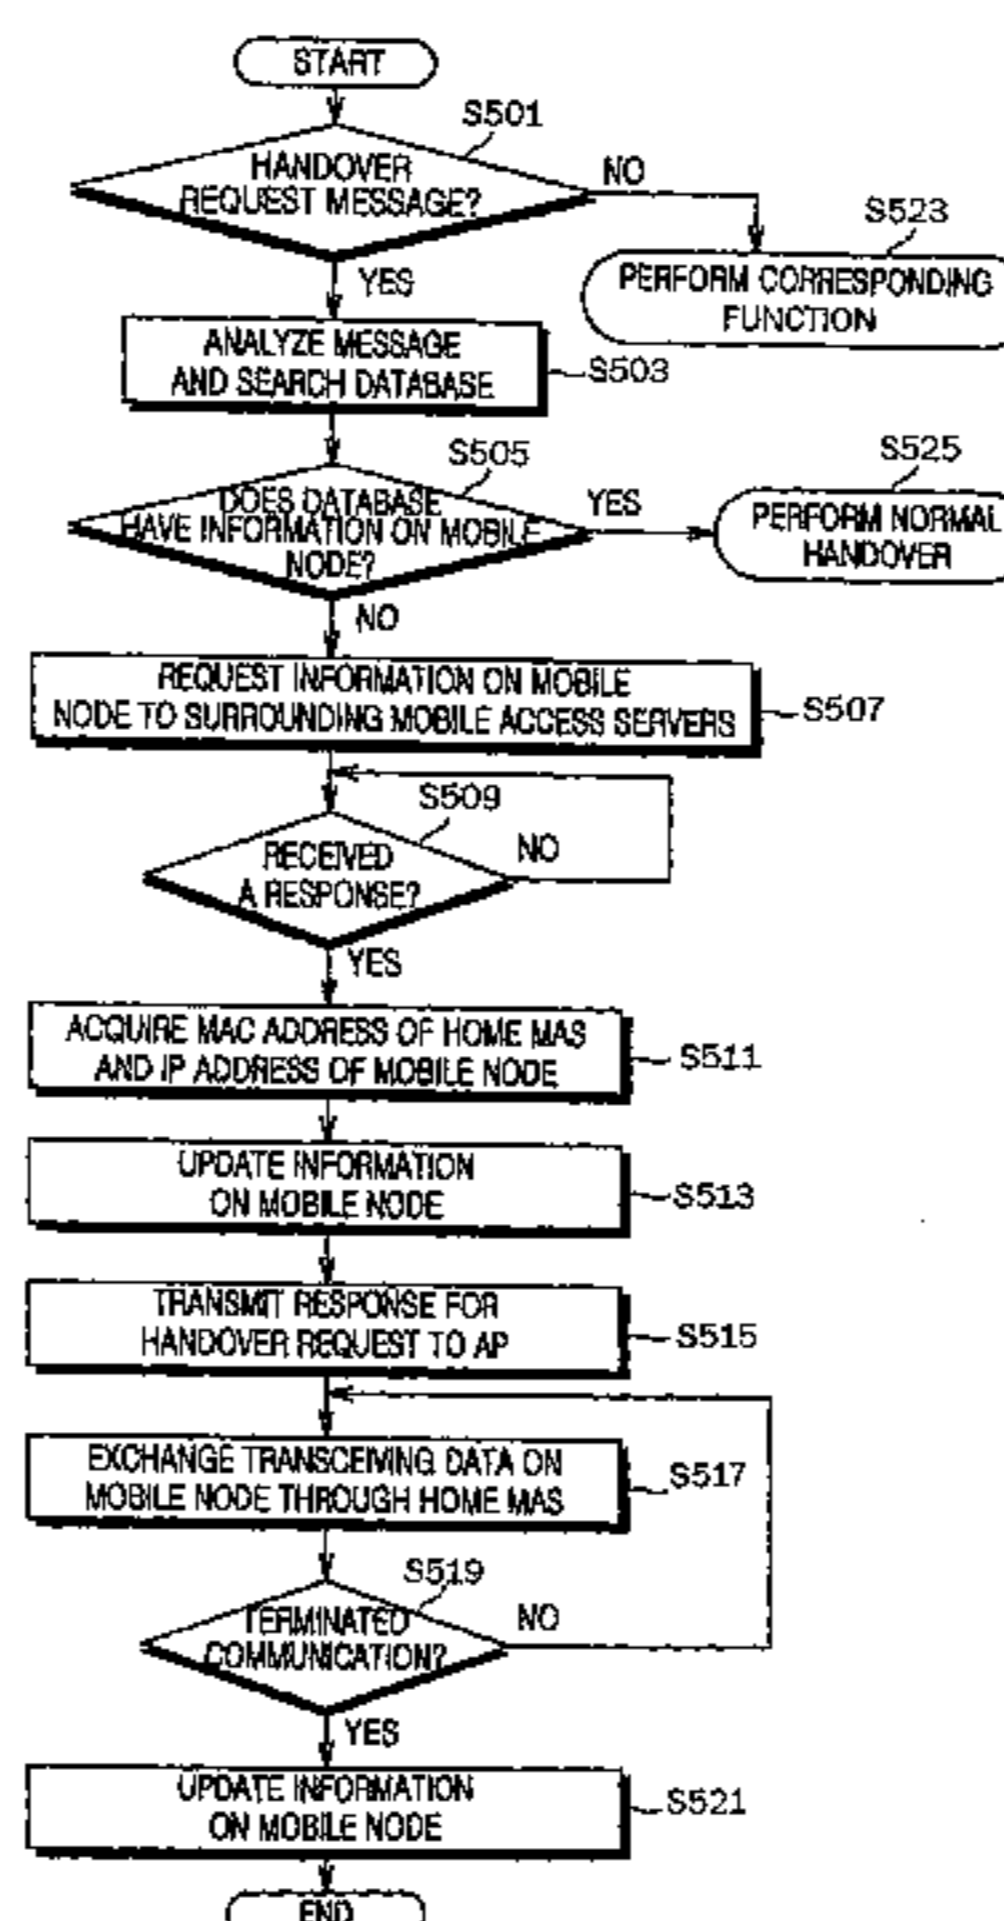 START
S501
HANDOVER
REQUEST MESSAGE?
NO
S523
PERFORM CORRESPONDING
FUNCTION
YES
ANALYZE MESSAGE
AND SEARCH DATABASE
S503
S505
DOES DATABASE
HAVE INFORMATION ON MOBILE
NODE?
YES
S525
PERFORM NORMAL
HANDOVER
NO
REQUEST INFORMATION ON MOBILE
NODE TO SURROUNDING MOBILE ACCESS SERVERS
S507
S509
RECEIVED
A RESPONSE?
NO
YES
ACQUIRE MAC ADDRESS OF HOME MAS
AND IP ADDRESS OF MOBILE NODE
S511
UPDATE INFORMATION
ON MOBILE NODE
S513
TRANSMIT RESPONSE FOR
HANDOVER REQUEST TO AP
S515
EXCHANGE TRANSCEIVING DATA ON
MOBILE NODE THROUGH HOME MAS
S517
S519
TERMINATED
COMMUNICATION?
NO
YES
UPDATE INFORMATION
ON MOBILE NODE
S521
END